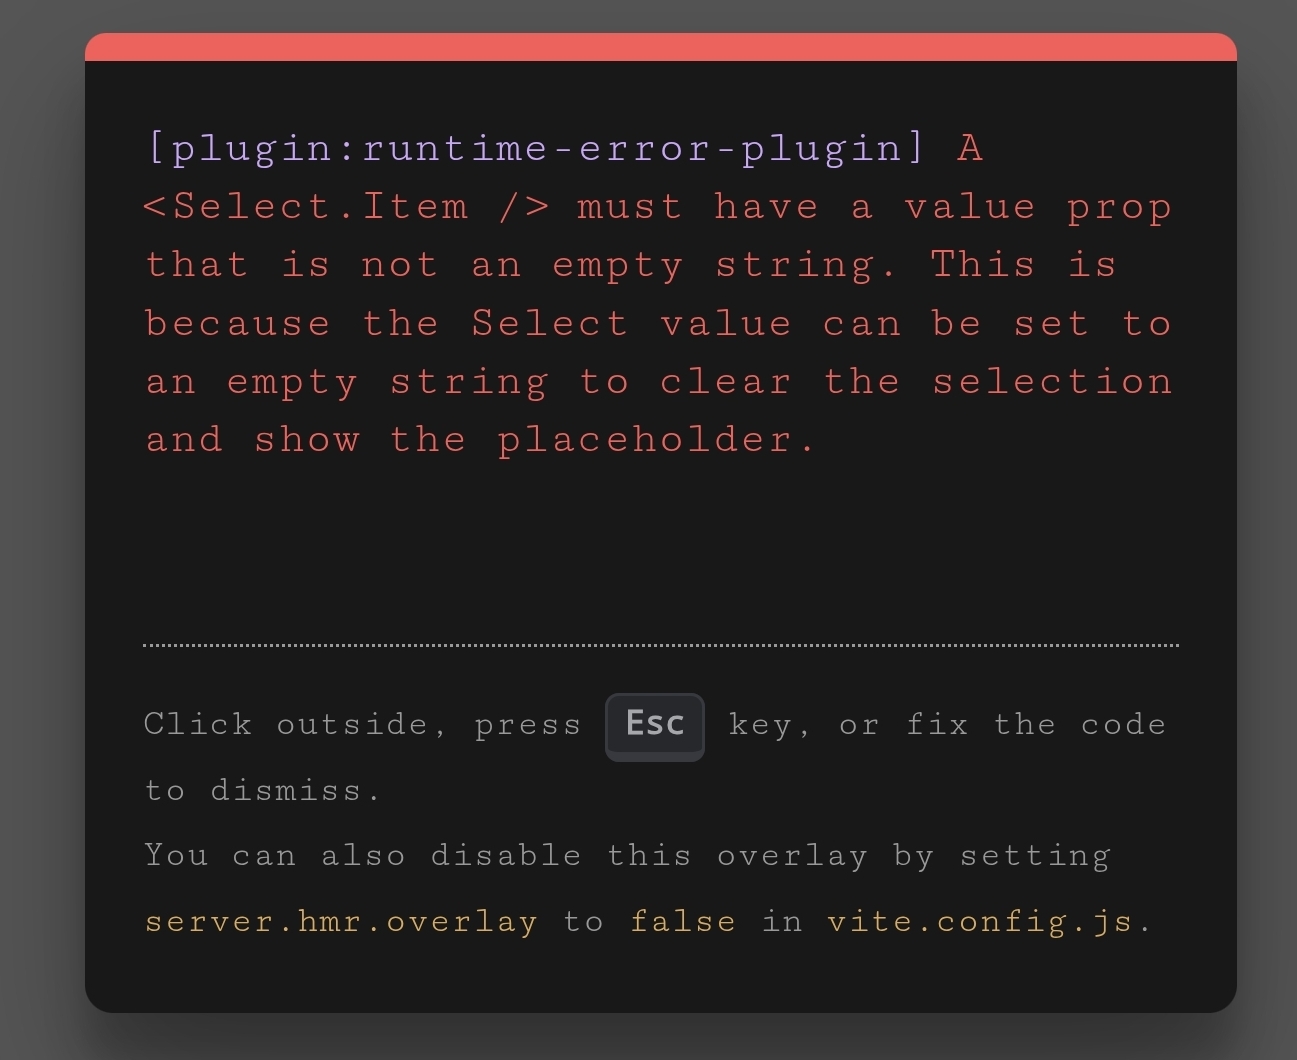 [plugin:runtime-error-plugin] A
<Select.Item /> must have a value prop
that is not an empty string. This is
because the Select value can be set to
an empty string to clear the selection
and show the placeholder.
Click outside, press Esc key, or fix the code
to dismiss.
You can also disable this overlay by setting
server.hmr.overlay to false in vite.config.js.